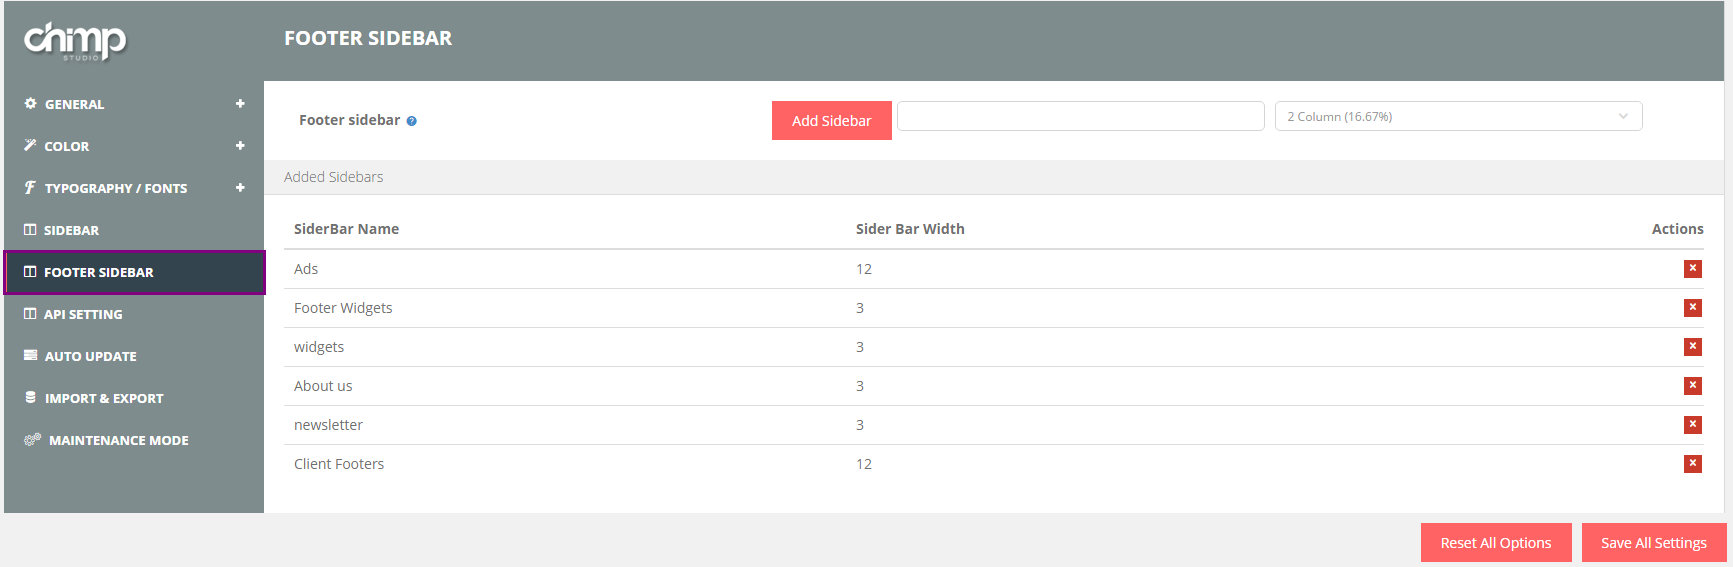 chimp
STUDIO
FOOTER SIDEBAR
GENERAL
COLOR
TYPOGRAPHY / FONTS
SIDEBAR
FOOTER SIDEBAR
API SETTING
AUTO UPDATE
IMPORT & EXPORT
MAINTENANCE MODE
Footer sidebar ? Add Sidebar 2 Column (16.67%)
Added Sidebars
SiderBar Name Sider Bar Width Actions
Ads 12
Footer Widgets 3
widgets 3
About us 3
newsletter 3
Client Footers 12
Reset All Options Save All Settings